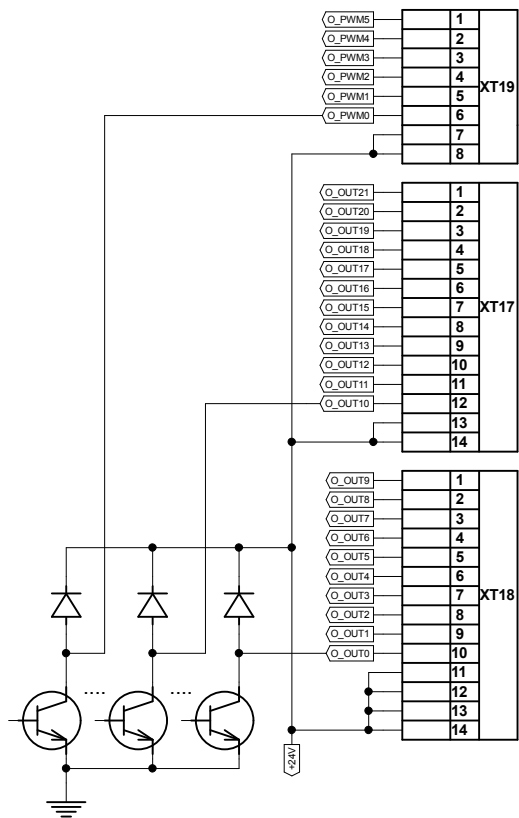 O_PWM5 1
O_PWM4 2
O_PWM3 3
O_PWM2 4
O_PWM1 5
O_PWM0 6
7
8
XT19
O_OUT21 1
O_OUT20 2
O_OUT19 3
O_OUT18 4
O_OUT17 5
O_OUT16 6
O_OUT15 7
O_OUT14 8
O_OUT13 9
O_OUT12 10
O_OUT11 11
O_OUT10 12
13
14
XT17
O_OUT9 1
O_OUT8 2
O_OUT7 3
O_OUT6 4
O_OUT5 5
O_OUT4 6
O_OUT3 7
O_OUT2 8
O_OUT1 9
O_OUT0 10
11
12
13
14
XT18
.... ....
+24V